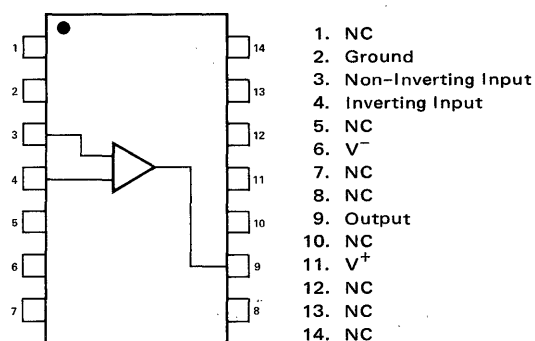 1 14
2 13
3 12
4 11
5 10
6 9
7 8
1. NC
2. Ground
3. Non-Inverting Input
4. Inverting Input
5. NC
6. V⁻
7. NC
8. NC
9. Output
10. NC
11. V⁺
12. NC
13. NC
14. NC